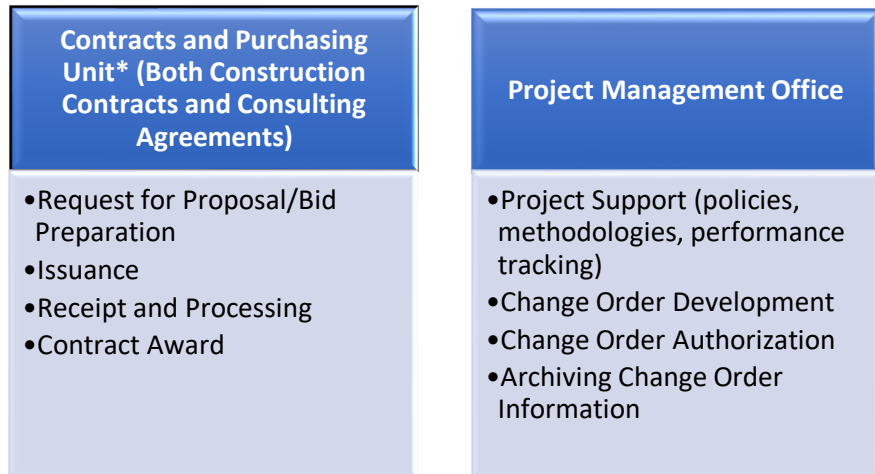 Contracts and Purchasing
Unit* (Both Construction
Contracts and Consulting
Agreements)
•Request for Proposal/Bid
Preparation
•Issuance
•Receipt and Processing
•Contract Award
Project Management Office
•Project Support (policies,
methodologies, performance
tracking)
•Change Order Development
•Change Order Authorization
•Archiving Change Order
Information